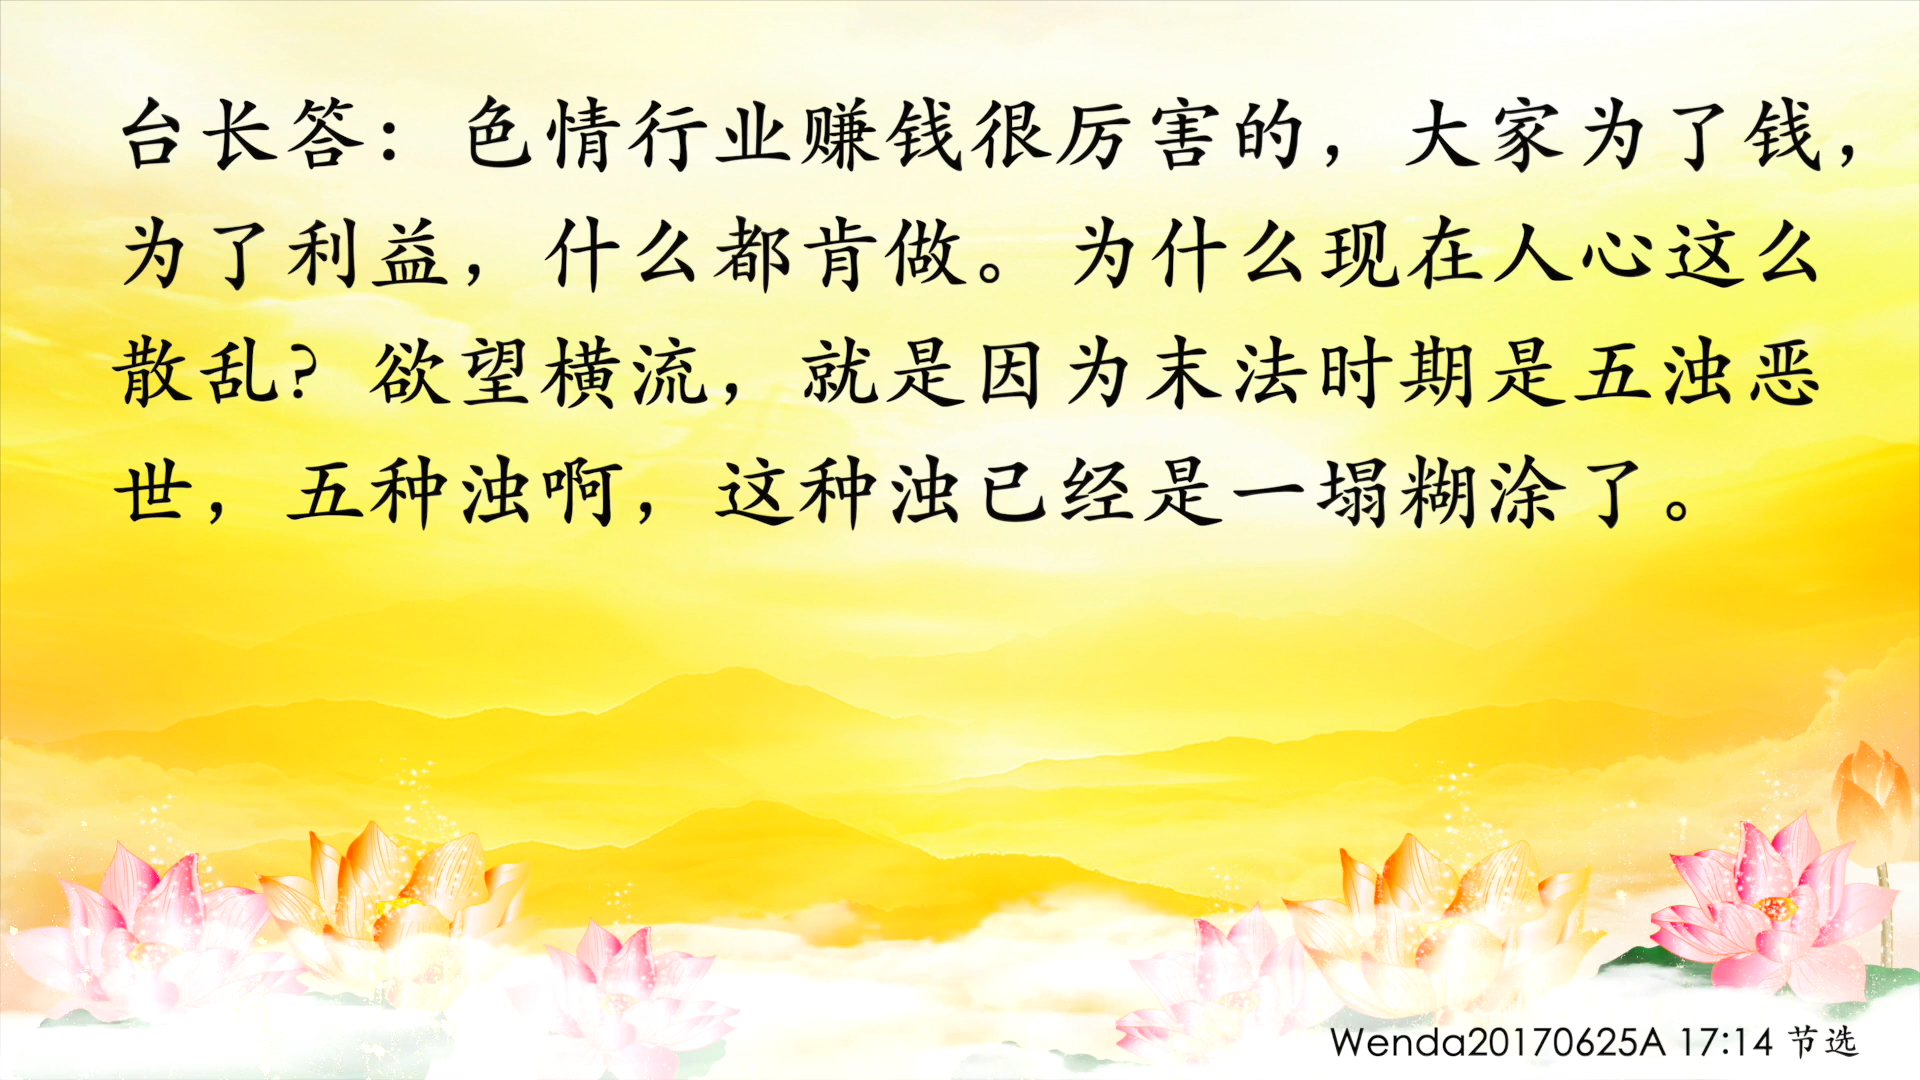 台长答：色情行业赚钱很厉害的，大家为了钱，
为了利益，什么都肯做。为什么现在人心这么
散乱？欲望横流，就是因为末法时期是五浊恶
世，五种浊啊，这种浊已经是一塌糊涂了。
Wenda20170625A 17:14 节选